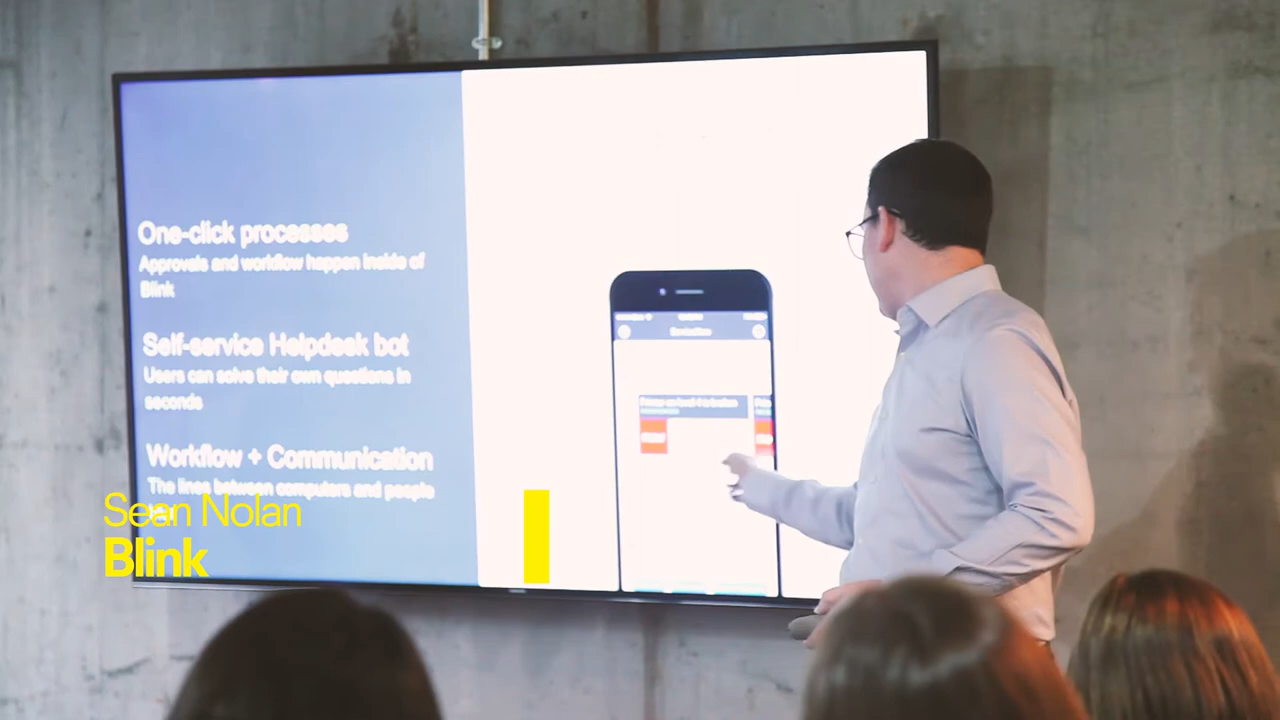 One-click processes
Approvals and workflow happen inside of
Blink
Self-service Helpdesk bot
Users can solve their own questions in
seconds
Workflow + Communication
The lines between computers and people
Sean Nolan
Blink